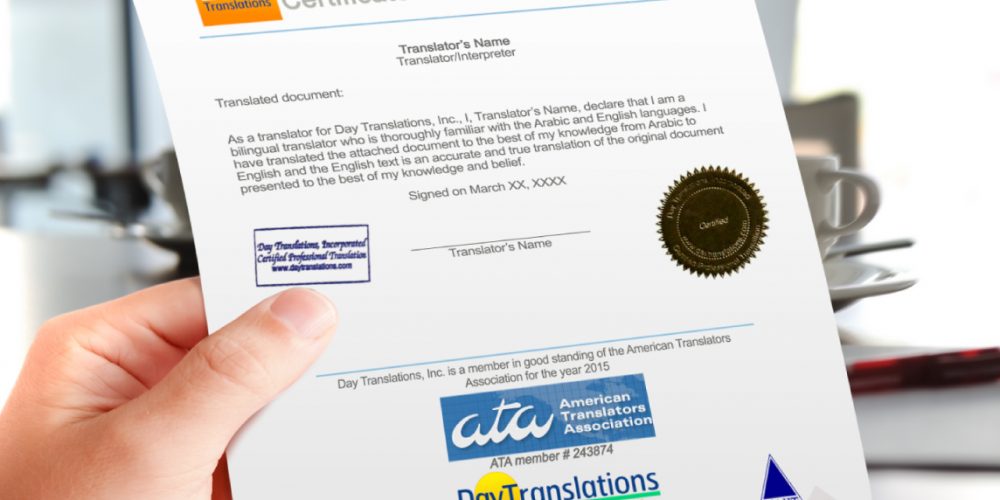 Translations
Translator's Name
Translator/Interpreter
Translated document:
As a translator for Day Translations, Inc., I, Translator's Name, declare that I am a
bilingual translator who is thoroughly familiar with the Arabic and English languages. I
have translated the attached document to the best of my knowledge from Arabic to
English and the English text is an accurate and true translation of the original document
presented to the best of my knowledge and belief.
Signed on March XX, XXXX
Day Translations, Incorporated
Certified Professional Translation
www.daytranslations.com
Translator's Name
Certified
Day Translations, Inc. is a member in good standing of the American Translators
Association for the year 2015
ata American
Translators
Association
ATA member # 243874
DayTranslations